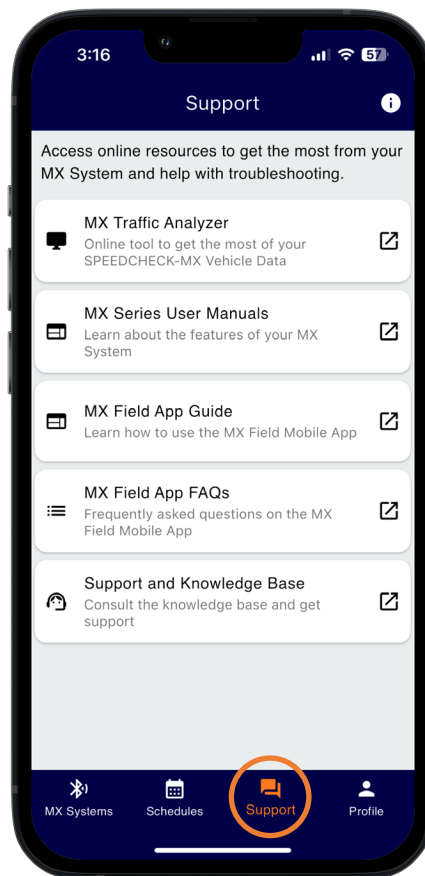 3:16
57
Support
Access online resources to get the most from your
MX System and help with troubleshooting.
MX Traffic Analyzer
Online tool to get the most of your
SPEEDCHECK-MX Vehicle Data
MX Series User Manuals
Learn about the features of your MX
System
MX Field App Guide
Learn how to use the MX Field Mobile App
MX Field App FAQs
Frequently asked questions on the MX
Field Mobile App
Support and Knowledge Base
Consult the knowledge base and get
support
MX Systems
Schedules
Support
Profile